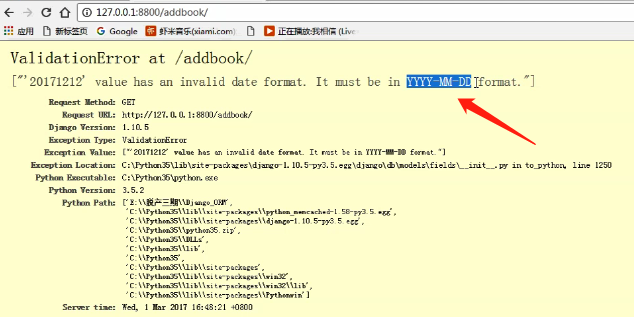 127.0.0.1:8800/addbook/
应用 新标签页 Google 虾米音乐(xiami.com) 正在播放:我相信 (Live
ValidationError at /addbook/
["'20171212' value has an invalid date format. It must be in YYYY-MM-DD format."]
Request Method: GET
Request URL: http://127.0.0.1:8800/addbook/
Django Version: 1.10.5
Exception Type: ValidationError
Exception Value: ["'20171212' value has an invalid date format. It must be in YYYY-MM-DD format."]
Exception Location: C:\Python35\lib\site-packages\django-1.10.5-py3.5.egg\django\db\models\fields\__init__.py in to_python, line 1250
Python Executable: C:\Python35\python.exe
Python Version: 3.5.2
Python Path: ['E:\\脱产三期\\Django_ORM',
'C:\\Python35\\lib\\site-packages\\python_memcached-1.58-py3.5.egg',
'C:\\Python35\\lib\\site-packages\\django-1.10.5-py3.5.egg',
'C:\\Python35\\python35.zip',
'C:\\Python35\\DLLs',
'C:\\Python35\\lib',
'C:\\Python35',
'C:\\Python35\\lib\\site-packages',
'C:\\Python35\\lib\\site-packages\\win32',
'C:\\Python35\\lib\\site-packages\\win32\\lib',
'C:\\Python35\\lib\\site-packages\\Pythonwin']
Server time: Wed, 1 Mar 2017 16:48:21 +0800